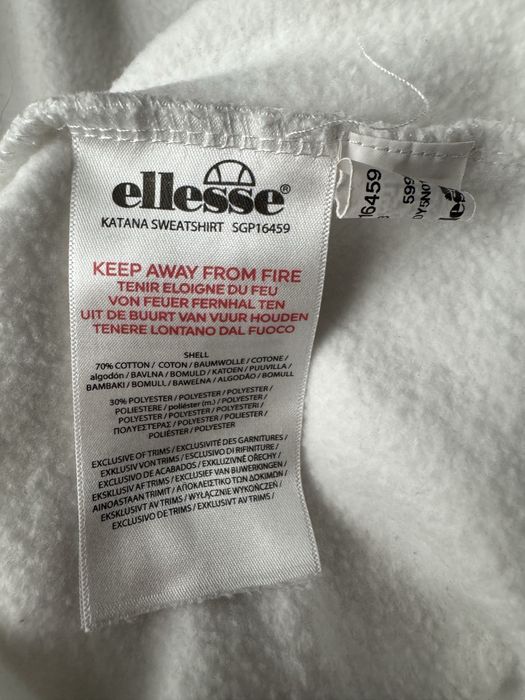 ellesse®
KATANA SWEATSHIRT SGP16459
KEEP AWAY FROM FIRE
TENIR ELOIGNE DU FEU
VON FEUER FERNHAL TEN
UIT DE BUURT VAN VUUR HOUDEN
TENERE LONTANO DAL FUOCO
SHELL
70% COTTON / COTON / BAUMWOLLE / COTONE /
algodón / BAVLNA / BOMULD / KATOEN / PUUVILLA /
BAMBAKI / BOMULL / BAWEŁNA / ALGODÃO / BOMULL
30% POLYESTER / POLYESTER / POLYESTER /
POLIESTERE / poliéster (m.) / POLYESTER /
POLYESTER / POLYESTER / POLYESTERI /
ΠΟΛΥΕΣΤΕΡΑΣ / POLYESTER / POLIESTER /
POLIÉSTER / POLYESTER
EXCLUSIVE OF TRIMS / EXCLUSIVITÉ DES GARNITURES /
EXKLUSIV VON TRIMS / ESCLUSIVO DI RIFINITURE /
EXCLUSIVO DE ACABADOS / EXKLUZIVNĚ OŘECHY /
EKSKLUSIV AF TRIMS / EXCLUSIEF VAN BIJWERKINGEN /
AINOASTAAN TRIMIT / ΑΠΟΚΛΕΙΣΤΙΚΟ ΤΩΝ ΔΟΚΙΜΩΝ /
EKSKLUSIVT AV TRIMS / WYŁĄCZNIE WYKOŃCZEŃ /
EXCLUSIVO DE TRIMS / EXKLUSIVT AV TRIMS /
16459
599